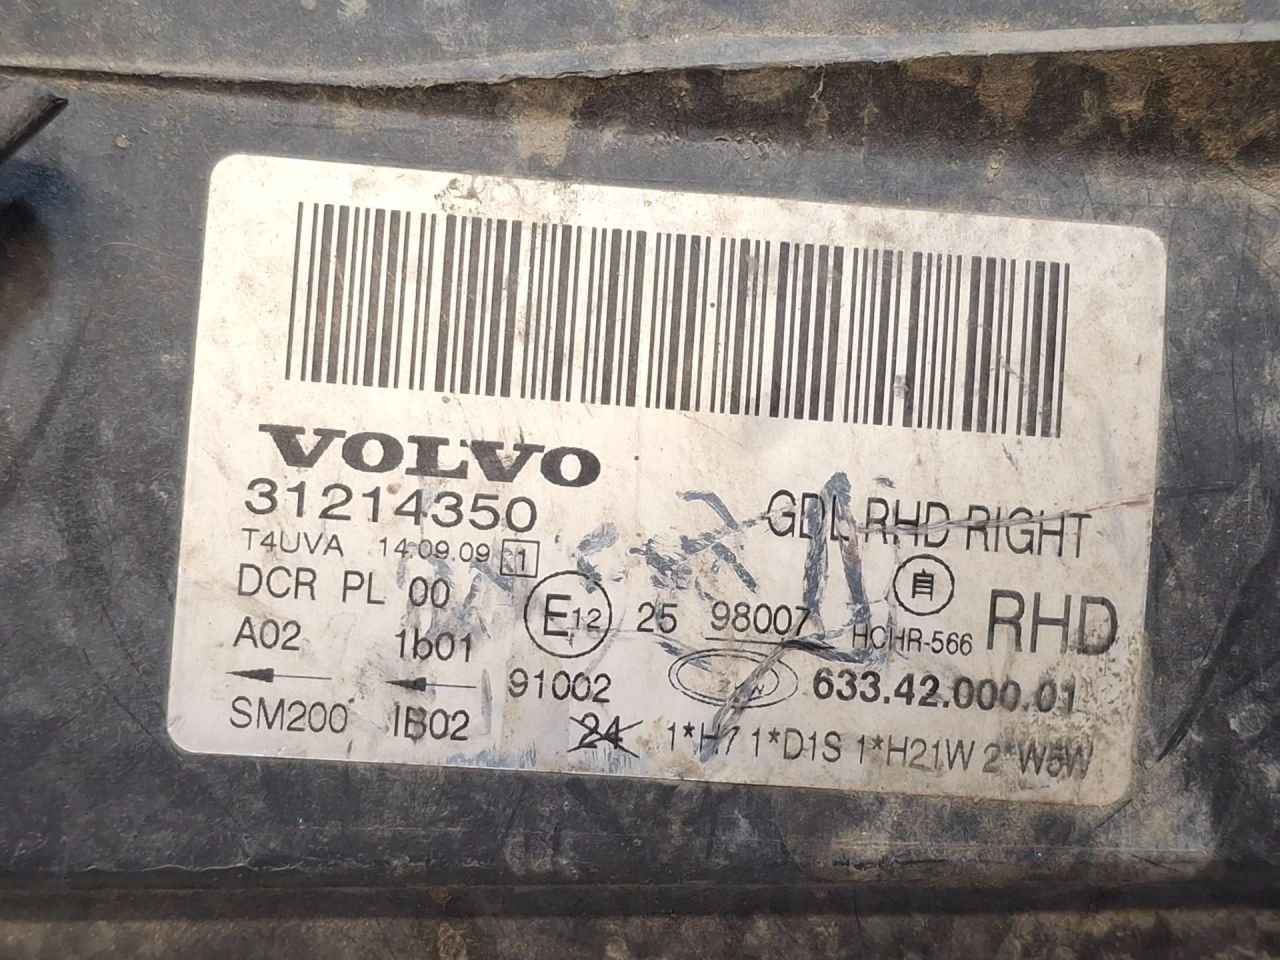 VOLVO
31214350
GDL RHD RIGHT
T4UVA 14.09.09 1
DCR PL 00
E12 25 98007
自
HCHR-566
RHD
A02 1b01
91002
633.42.000.01
SM200 IB02
24 1*H7 1*D1S 1*H21W 2*W5W